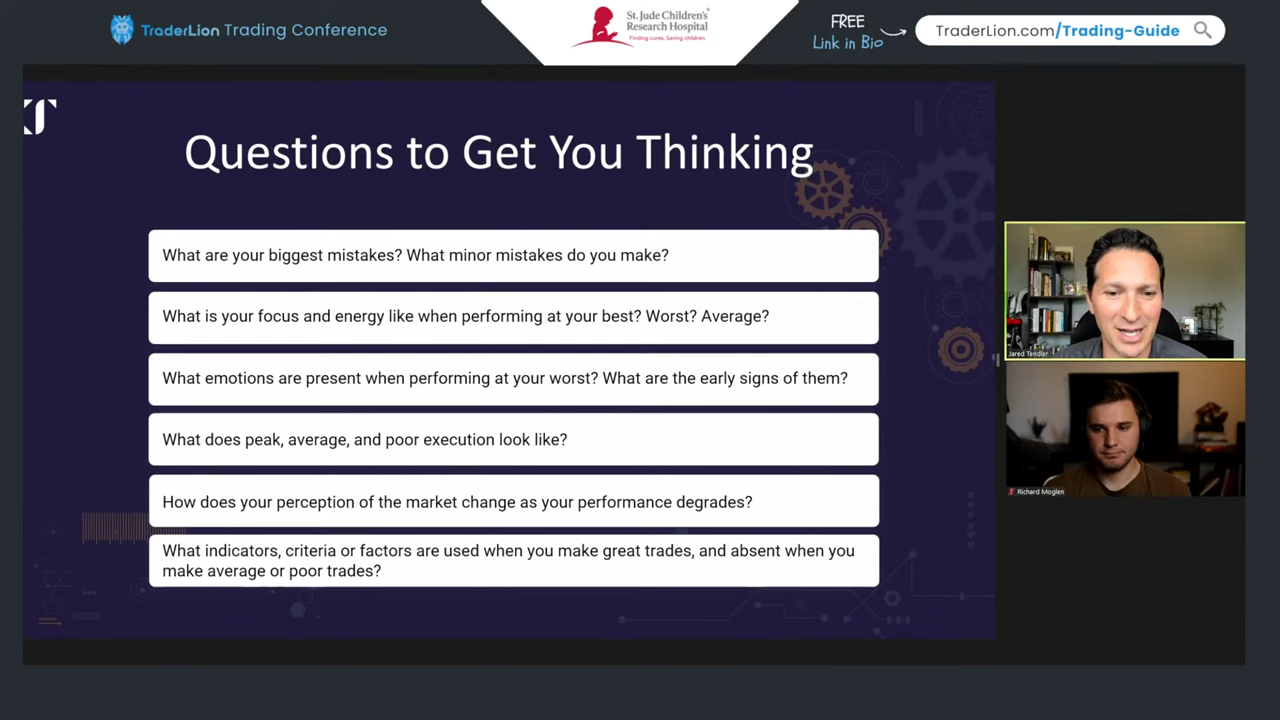 TraderLion Trading Conference
St. Jude Children's
Research Hospital
Finding cures. Saving children.
FREE
Link in Bio
TraderLion.com/Trading-Guide
Questions to Get You Thinking
What are your biggest mistakes? What minor mistakes do you make?
What is your focus and energy like when performing at your best? Worst? Average?
What emotions are present when performing at your worst? What are the early signs of them?
What does peak, average, and poor execution look like?
How does your perception of the market change as your performance degrades?
What indicators, criteria or factors are used when you make great trades, and absent when you
make average or poor trades?
Jared Tendler
Richard Moglen